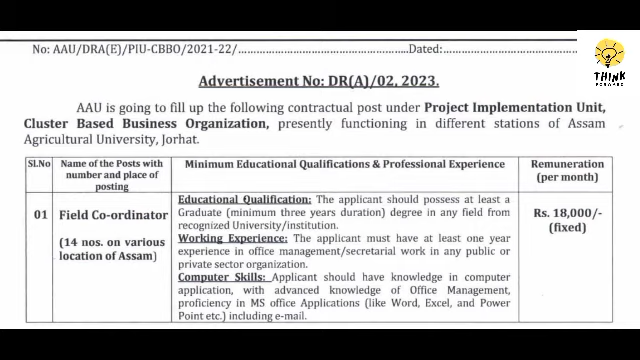 No: AAU/DRA(E)/PIU-CBBO/2021-22/……………………………………………Dated:……………………………
THINK
FORWARD
Advertisement No: DR(A)/02, 2023.
AAU is going to fill up the following contractual post under Project Implementation Unit,
Cluster Based Business Organization, presently functioning in different stations of Assam
Agricultural University, Jorhat.
Sl.No
Name of the Posts with
number and place of
posting
Minimum Educational Qualifications & Professional Experience
Remuneration
(per month)
01
Field Co-ordinator
(14 nos. on various
location of Assam)
Educational Qualification: The applicant should possess at least a
Graduate (minimum three years duration) degree in any field from
recognized University/institution.
Working Experience: The applicant must have at least one year
experience in office management/secretarial work in any public or
private sector organization.
Computer Skills: Applicant should have knowledge in computer
application, with advanced knowledge of Office Management,
proficiency in MS office Applications (like Word, Excel, and Power
Point etc.) including e-mail.
Rs. 18,000/-
(fixed)